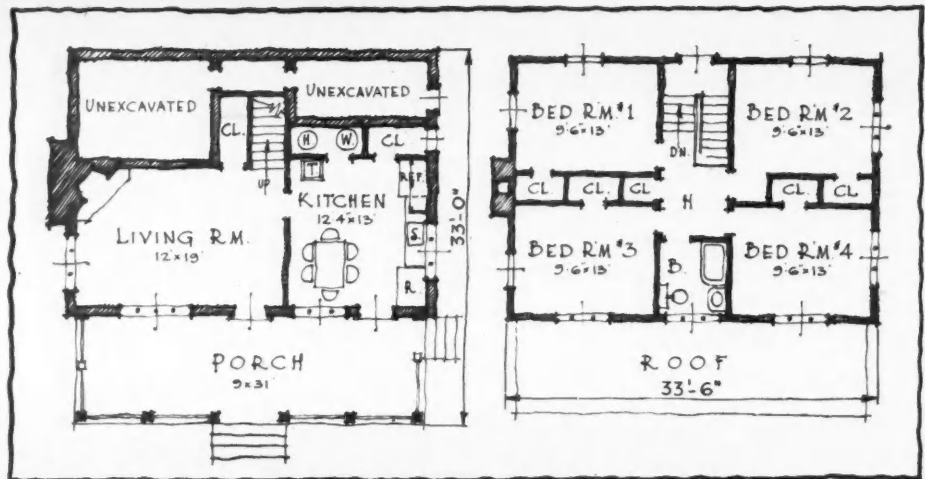 UNEXCAVATED
UNEXCAVATED
CL.
UP
H
W.
CL
T.
REF.
KITCHEN
12'4"x13'
S.
R.
LIVING RM.
12'x19'
PORCH
9'x31'
33'-0"
BED RM. #1
9'-6"x13'
BED RM. #2
9'-6"x13'
DN.
CL.
CL.
CL
H
CL.
CL
BED RM. #3
9'-6"x13'
B.
BED RM. #4
9'-6"x13'
ROOF
33'-6"